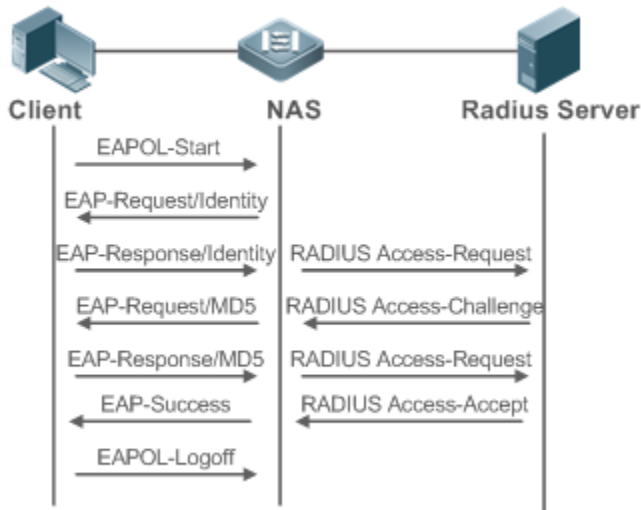 Client NAS Radius Server
EAPOL-Start
EAP-Request/Identity
EAP-Response/Identity RADIUS Access-Request
EAP-Request/MD5 RADIUS Access-Challenge
EAP-Response/MD5 RADIUS Access-Request
EAP-Success RADIUS Access-Accept
EAPOL-Logoff